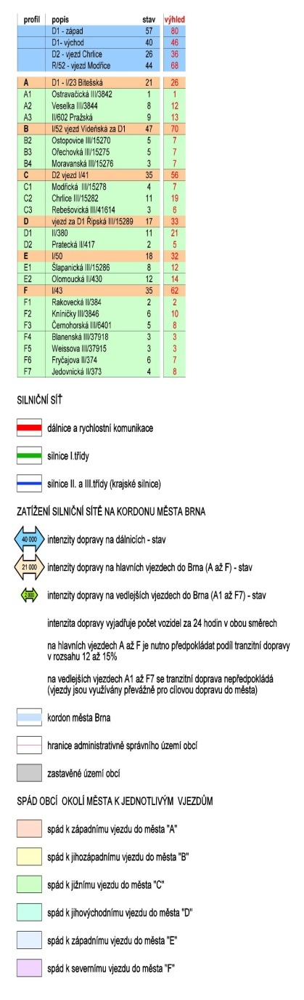 profil popis stav výhled
D1 - západ 57 80
D1- východ 40 46
D2 - vjezd Chrlice 26 36
R/52 - vjezd Modřice 44 68
A D1 - I/23 Bítešská 21 26
A1 Ostravačická III/3842 1 1
A2 Veselka III/3844 8 12
A3 II/602 Pražská 9 13
B I/52 vjezd Vídeňská za D1 47 70
B2 Ostopovice III/15270 5 7
B3 Ořechovká III/15275 5 7
B4 Moravanská III/15276 3 7
C D2 vjezd I/41 35 56
C1 Modřická III/15278 4 7
C2 Chrlice III/15282 11 19
C3 Rebešovická III/41614 3 6
D vjezd za D1 Řípská III/15289 17 33
D1 II/380 11 21
D2 Pratecká II/417 2 5
E I/50 18 32
E1 Šlapanická III/15286 8 12
E2 Olomoucká II/430 12 14
F I/43 35 62
F1 Rakovecká II/384 2 2
F2 Kníničky III/3846 6 10
F3 Černohorská III/6401 5 8
F4 Blanenská III/37918 3 3
F5 Weissova III/37915 3 3
F6 Fryčajova II/374 6 7
F7 Jedovnická II/373 4 8
SILNIČNÍ SÍŤ
dálnice a rychlostní komunikace
silnice I.třídy
silnice II. a III.třídy (krajské silnice)
ZATÍŽENÍ SILNIČNÍ SÍTĚ NA KORDONU MĚSTA BRNA
40 000 intenzity dopravy na dálnicích - stav
21 000 intenzity dopravy na hlavních vjezdech do Brna (A až F) - stav
2 000 intenzity dopravy na vedlejších vjezdech do Brna (A1 až F7) - stav
intenzita dopravy vyjadřuje počet vozidel za 24 hodin v obou směrech
na hlavních vjezdech A až F je nutno předpokládat podíl tranzitní dopravy
v rozsahu 12 až 15%
na vedlejších vjezdech A1 až F7 se tranzitní doprava nepředpokládá
(vjezdy jsou využívány převážně pro cílovou dopravu do města)
kordon města Brna
hranice administrativně správního území obcí
zastavěné území obcí
SPÁD OBCÍ OKOLÍ MĚSTA K JEDNOTLIVÝM VJEZDŮM
spád k západnímu vjezdu do města "A"
spád k jihozápadnímu vjezdu do města "B"
spád k jižnímu vjezdu do města "C"
spád k jihovýchodnímu vjezdu do města "D"
spád k západnímu vjezdu do města "E"
spád k severnímu vjezdu do města "F"